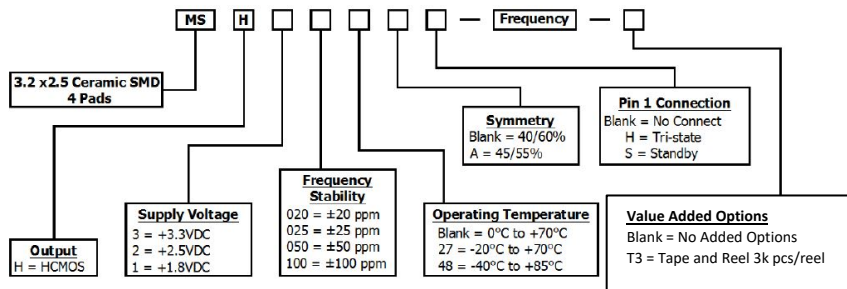 MS H — Frequency —
3.2 x2.5 Ceramic SMD
4 Pads
Output
H = HCMOS
Supply Voltage
3 = +3.3VDC
2 = +2.5VDC
1 = +1.8VDC
Frequency
Stability
020 = ±20 ppm
025 = ±25 ppm
050 = ±50 ppm
100 = ±100 ppm
Operating Temperature
Blank = 0°C to +70°C
27 = -20°C to +70°C
48 = -40°C to +85°C
Symmetry
Blank = 40/60%
A = 45/55%
Pin 1 Connection
Blank = No Connect
H = Tri-state
S = Standby
Value Added Options
Blank = No Added Options
T3 = Tape and Reel 3k pcs/reel